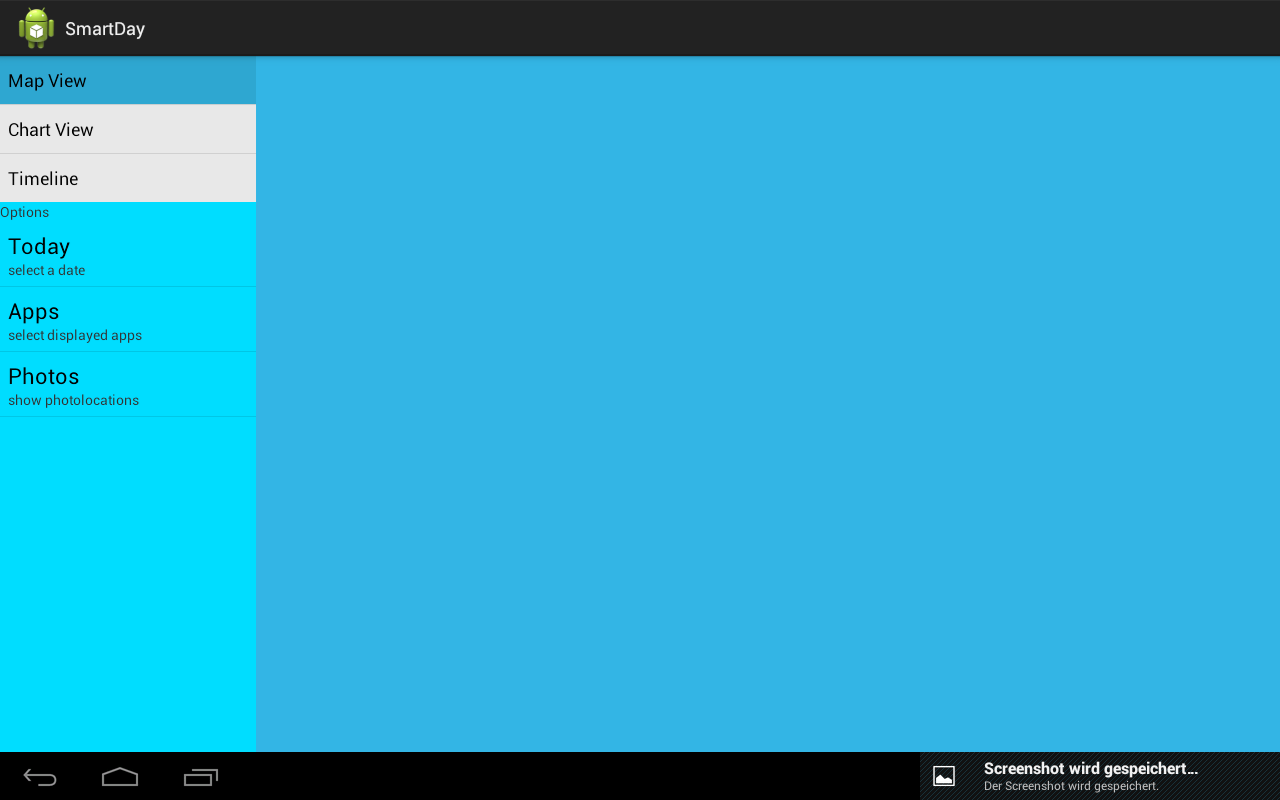 SmartDay
Map View
Chart View
Timeline
Options
Today
select a date
Apps
select displayed apps
Photos
show photolocations
Screenshot wird gespeichert...
Der Screenshot wird gespeichert.